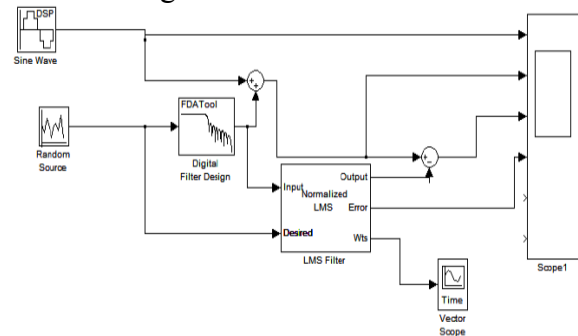 DSP
Sine Wave
Random
Source
FDATool
Digital
Filter Design
Input
Normalized
LMS
Desired
Output
Error
Wts
LMS Filter
Time
Vector
Scope
Scope1